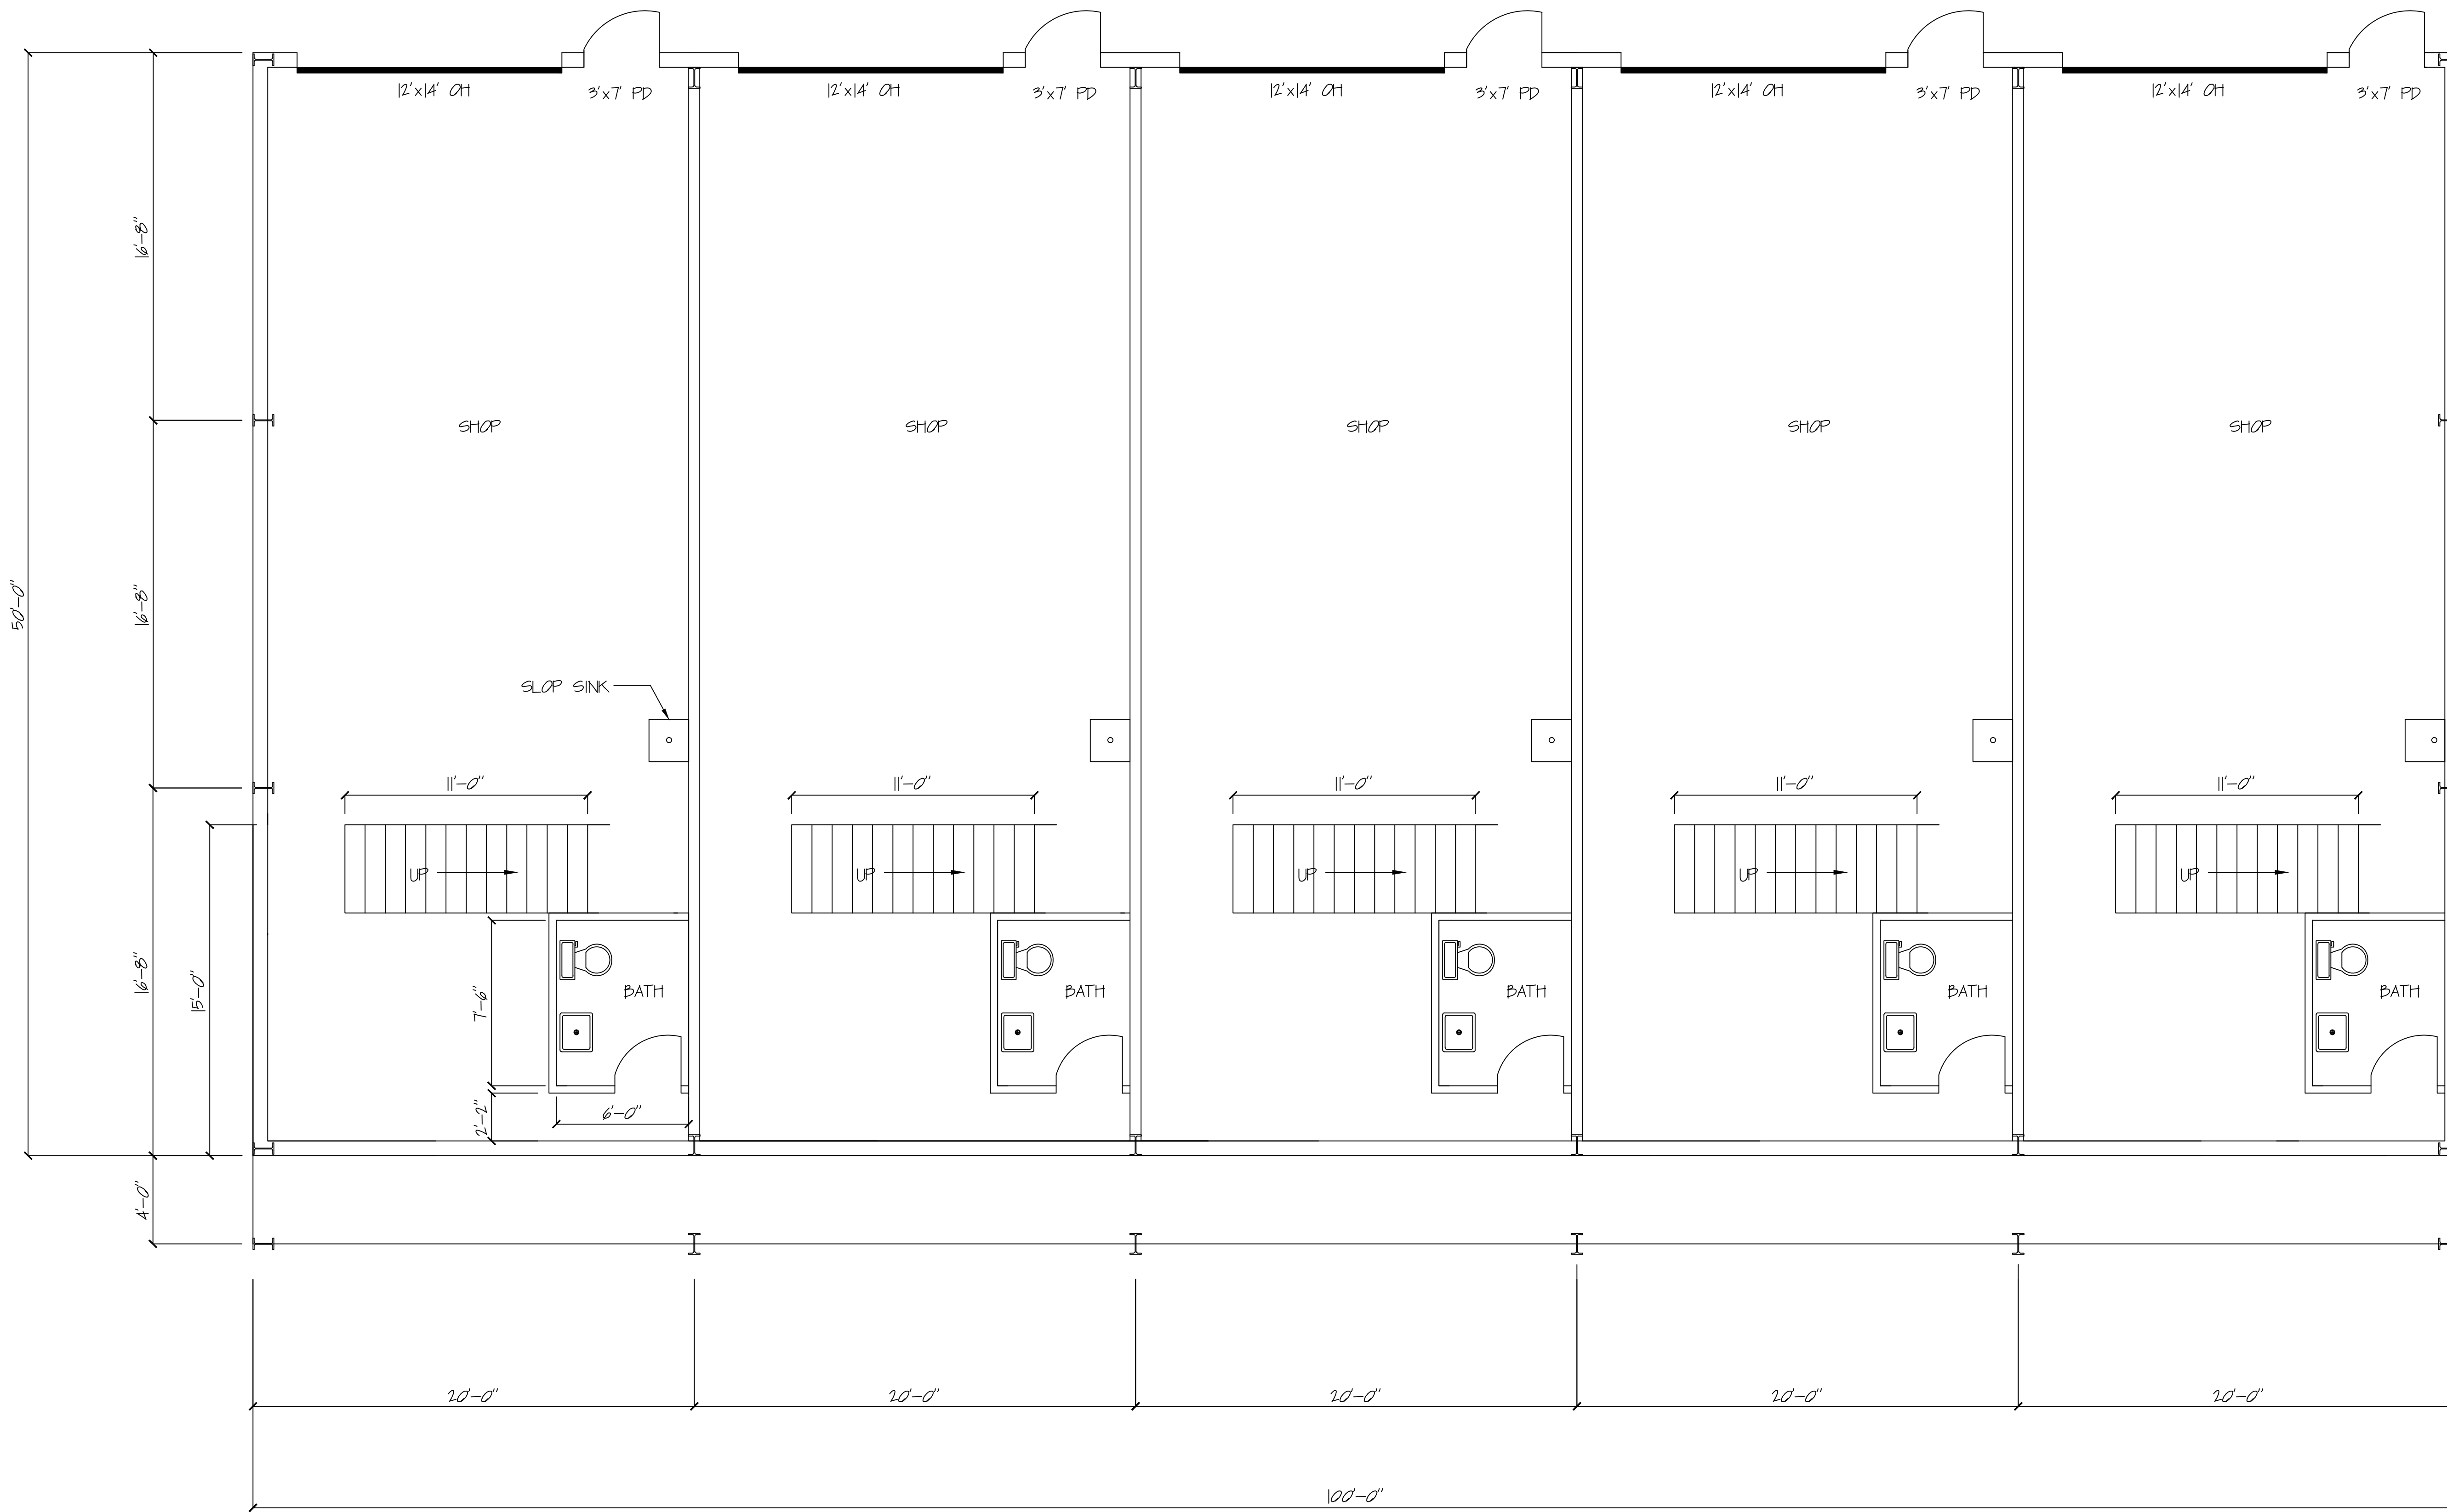 12'x14' OH
3'x7' PD
12'x14' OH
3'x7' PD
12'x14' OH
3'x7' PD
12'x14' OH
3'x7' PD
12'x14' OH
3'x7' PD
16'-8"
SHOP
SHOP
SHOP
SHOP
SHOP
50'-0"
16'-8"
SLOP SINK
11'-0"
11'-0"
11'-0"
11'-0"
11'-0"
UP
UP
UP
UP
UP
16'-8"
15'-0"
7'-6"
BATH
BATH
BATH
BATH
BATH
2'-2"
6'-0"
4'-0"
20'-0"
20'-0"
20'-0"
20'-0"
20'-0"
100'-0"